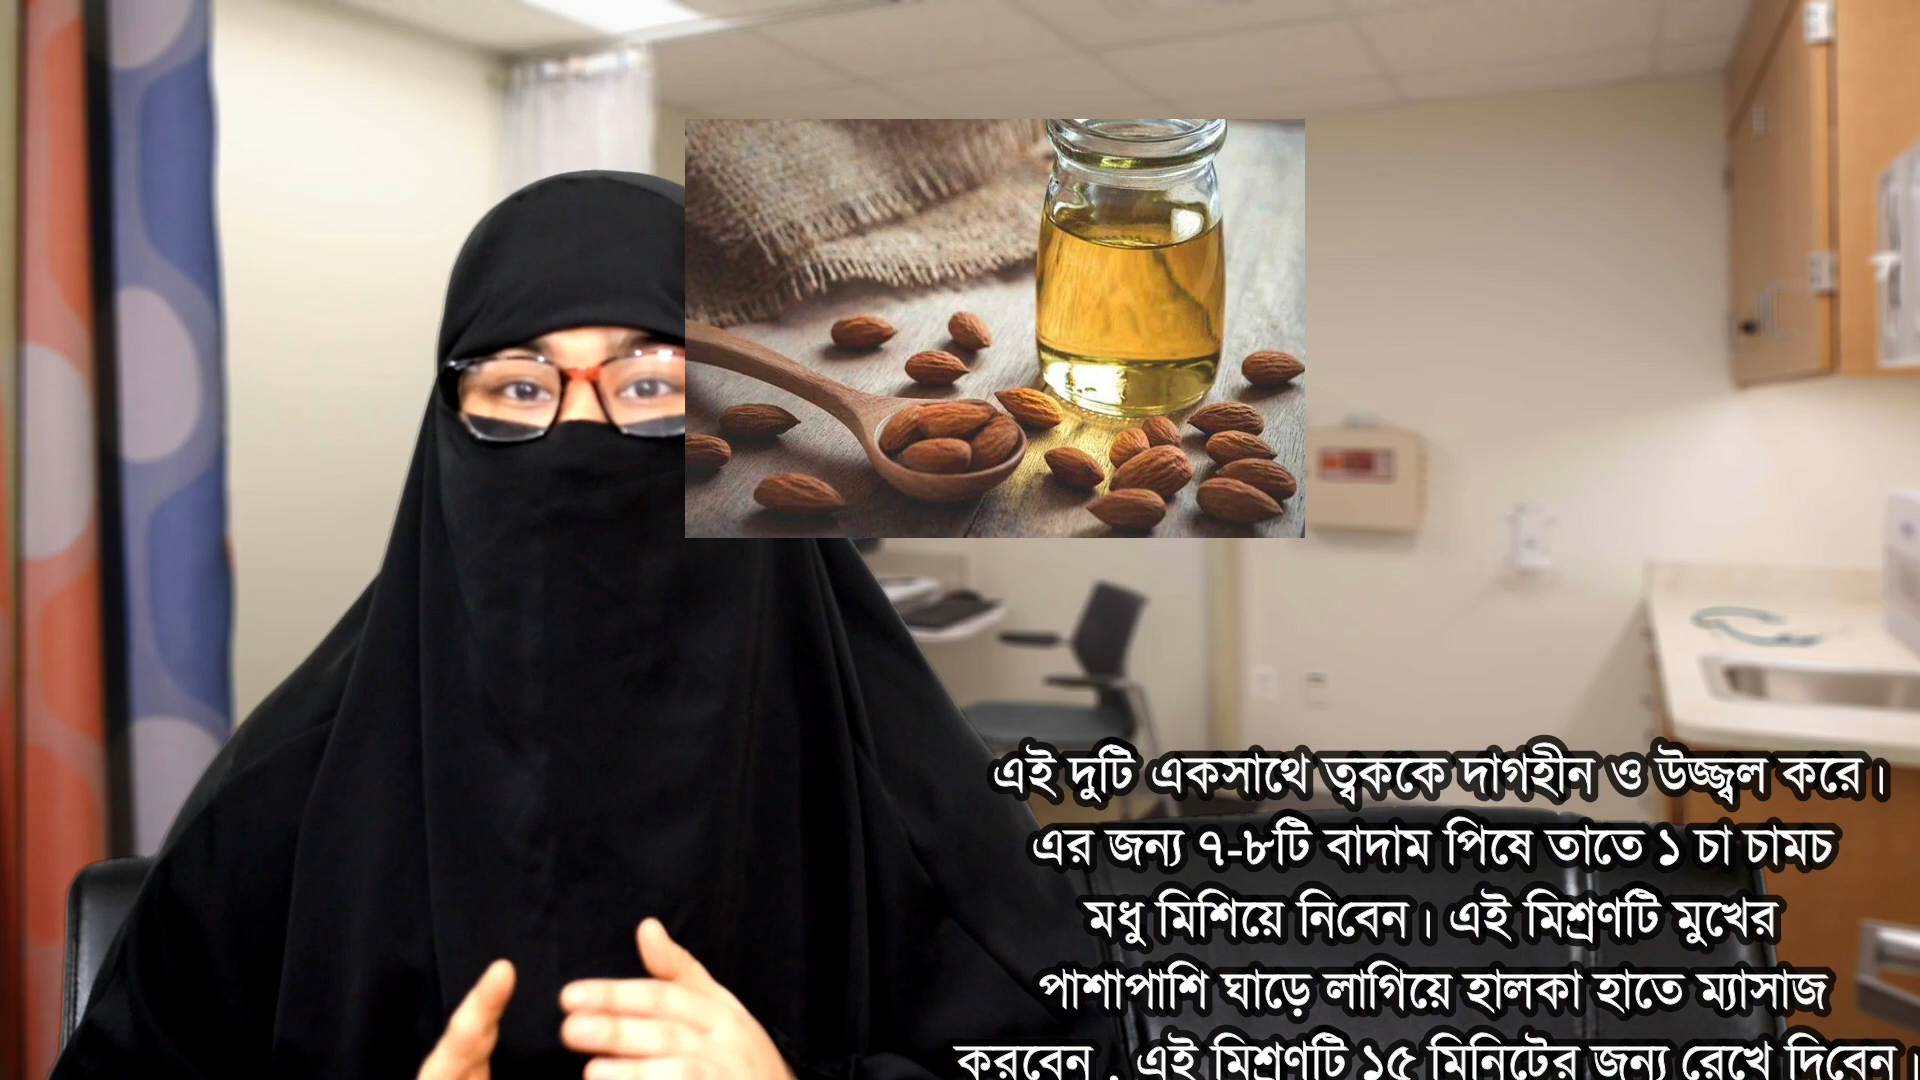 এই দুটি একসাথে ত্বককে দাগহীন ও উজ্জ্বল করে।
এর জন্য ৭-৮টি বাদাম পিষে তাতে ১ চা চামচ
মধু মিশিয়ে নিবেন। এই মিশ্রণটি মুখের
পাশাপাশি ঘাড়ে লাগিয়ে হালকা হাতে ম্যাসাজ
করবেন . এই মিশ্রণটি ১৫ মিনিটের জন্য রেখে দিবেন।